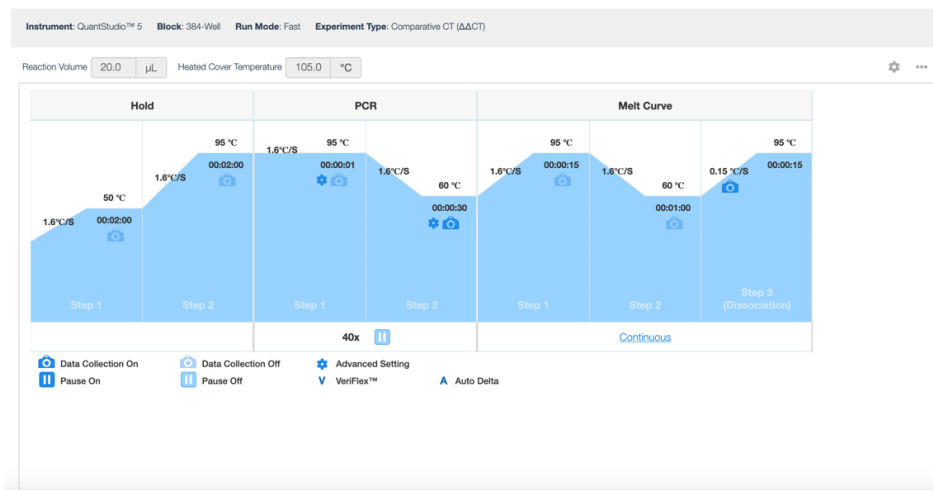 Instrument: QuantStudio™ 5 Block: 384-Well Run Mode: Fast Experiment Type: Comparative CT (ΔΔCT)
Reaction Volume 20.0 µL Heated Cover Temperature 105.0 °C
Hold PCR Melt Curve
1.6°C/S 50 °C 00:02:00 Step 1
1.6°C/S 95 °C 00:02:00 Step 2
1.6°C/S 95 °C 00:00:01 Step 1
1.6°C/S 60 °C 00:00:30 Step 2
1.6°C/S 95 °C 00:00:15 Step 1
1.6°C/S 60 °C 00:01:00 Step 2
0.15 °C/S 95 °C 00:00:15 Step 3
(Dissociation)
40x Continuous
Data Collection On Data Collection Off Advanced Setting
Pause On Pause Off V VeriFlex™ A Auto Delta